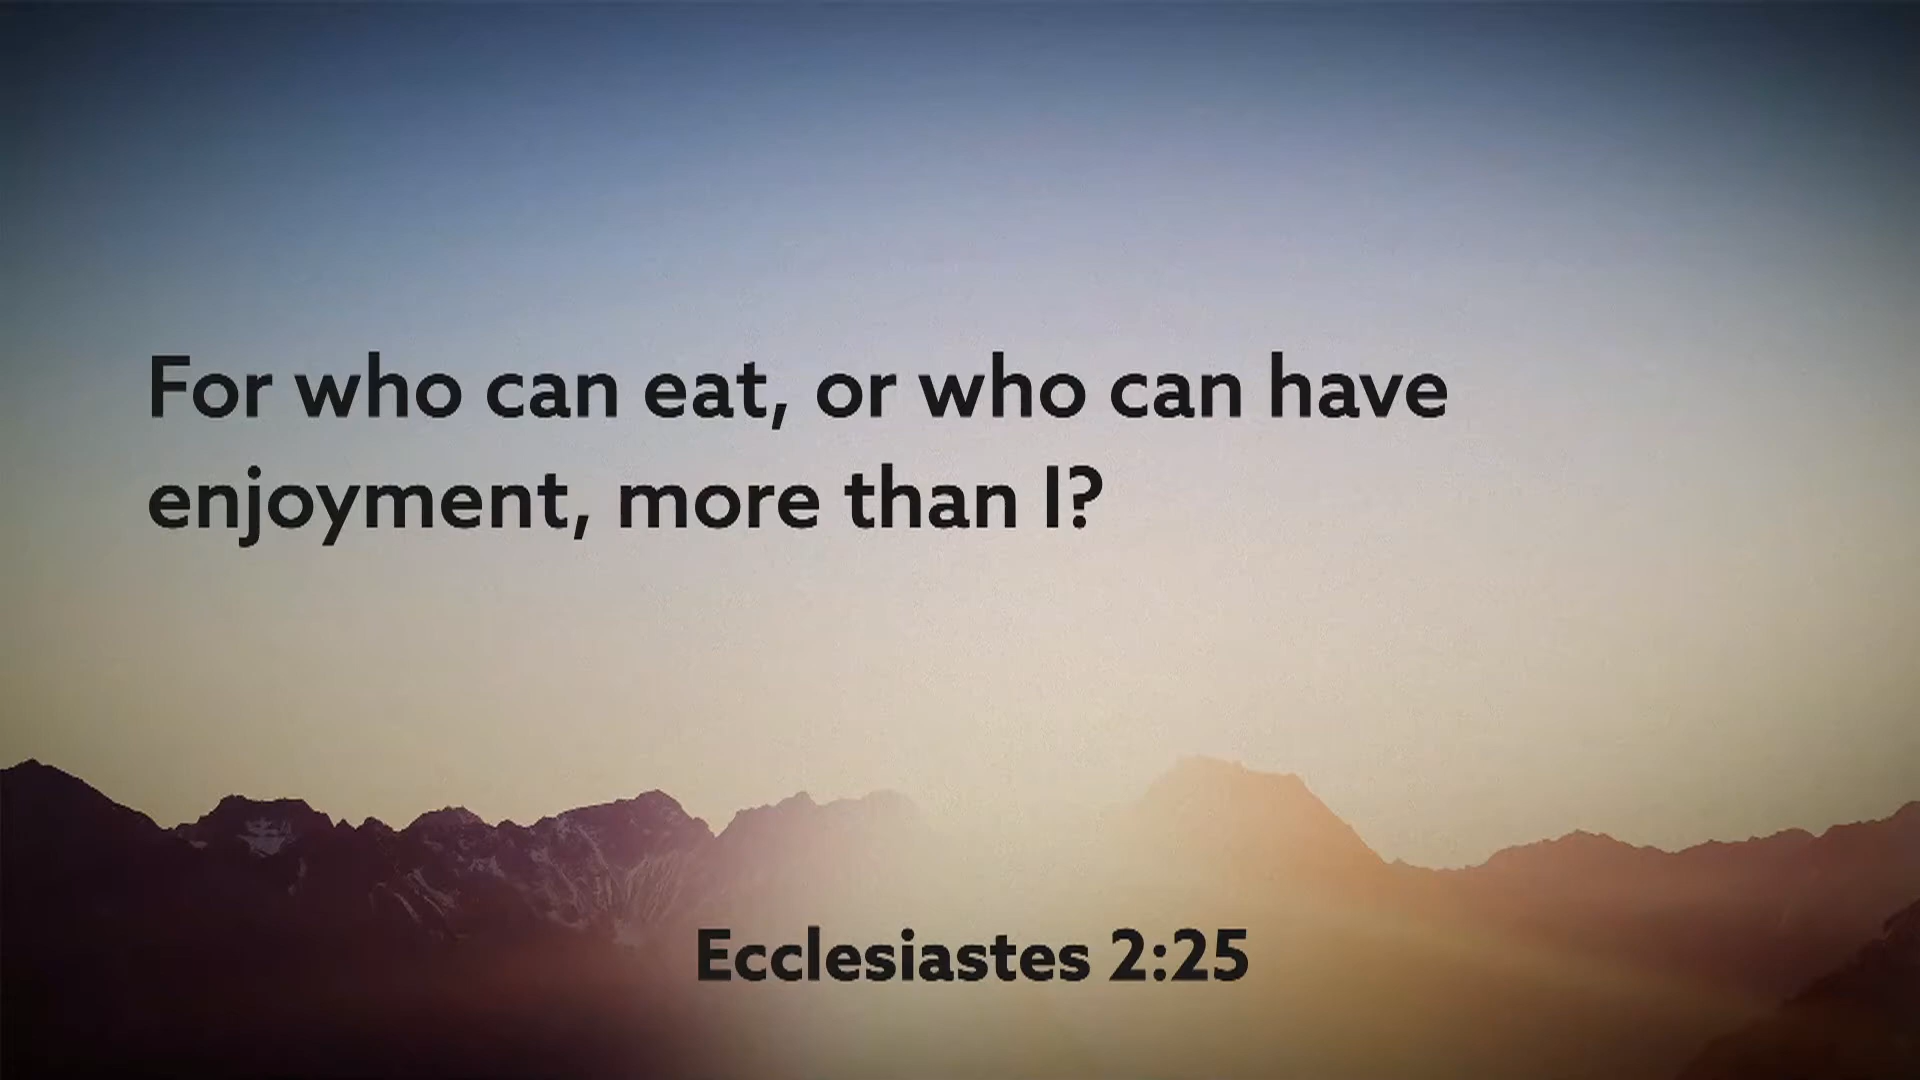 For who can eat, or who can have
enjoyment, more than I?
Ecclesiastes 2:25